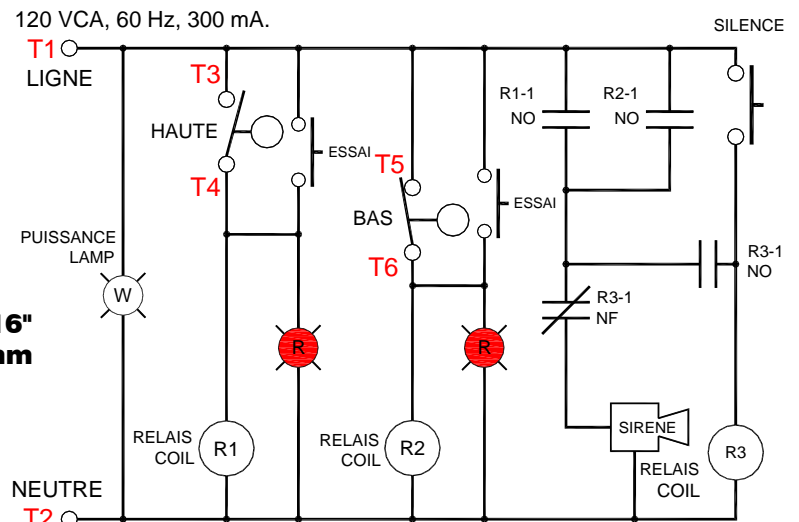 120 VCA, 60 Hz, 300 mA.
T1
LIGNE
SILENCE
T3
HAUTE
T4
ESSAI
T5
BAS
T6
ESSAI
R1-1
NO
R2-1
NO
PUISSANCE
LAMP
W
R3-1
NO
R3-1
NF
6"
m
R
R
RELAIS
COIL
R1
RELAIS
COIL
R2
SIRENE
RELAIS
COIL
R3
NEUTRE
T2